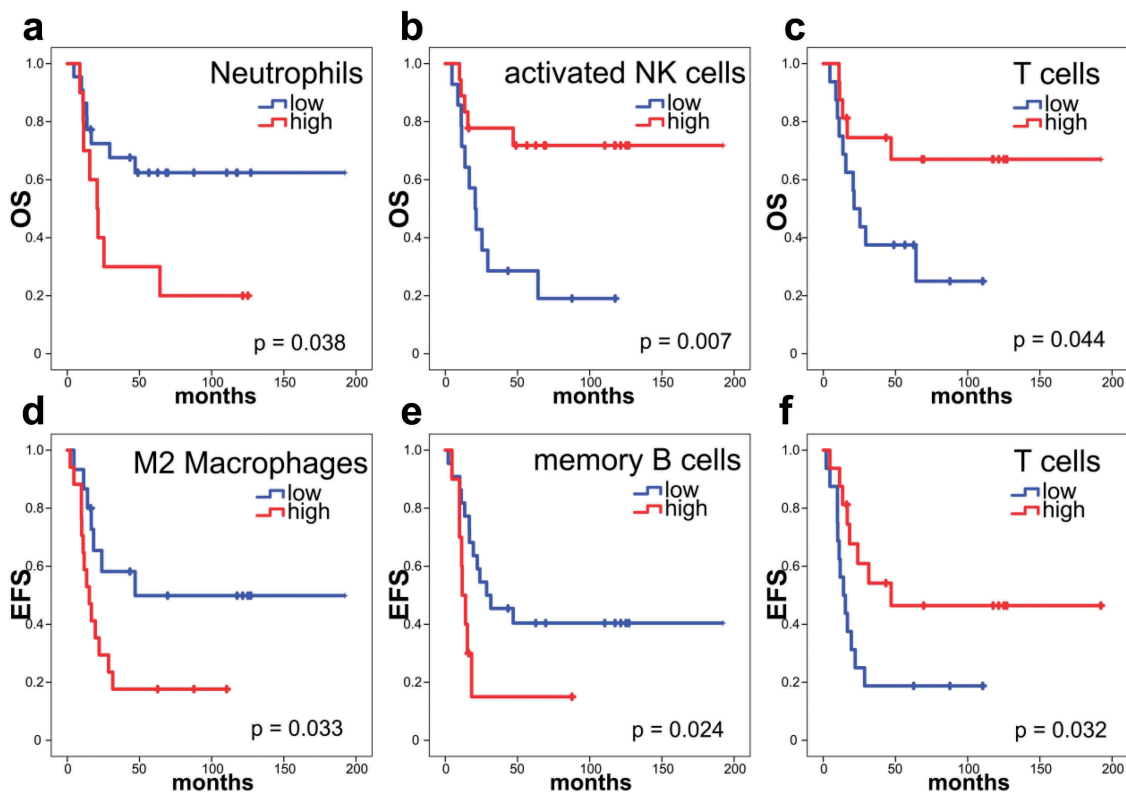 a
Neutrophils
low
high
1.0
0.8
0.6
0.4
0.2
0
OS
p = 0.038
0 50 100 150 200
months
b
activated NK cells
low
high
1.0
0.8
0.6
0.4
0.2
0
OS
p = 0.007
0 50 100 150 200
months
c
T cells
low
high
1.0
0.8
0.6
0.4
0.2
0
OS
p = 0.044
0 50 100 150 200
months
d
M2 Macrophages
low
high
1.0
0.8
0.6
0.4
0.2
0
EFS
p = 0.033
0 50 100 150 200
months
e
memory B cells
low
high
1.0
0.8
0.6
0.4
0.2
0
EFS
p = 0.024
0 50 100 150 200
months
f
T cells
low
high
1.0
0.8
0.6
0.4
0.2
0
EFS
p = 0.032
0 50 100 150 200
months